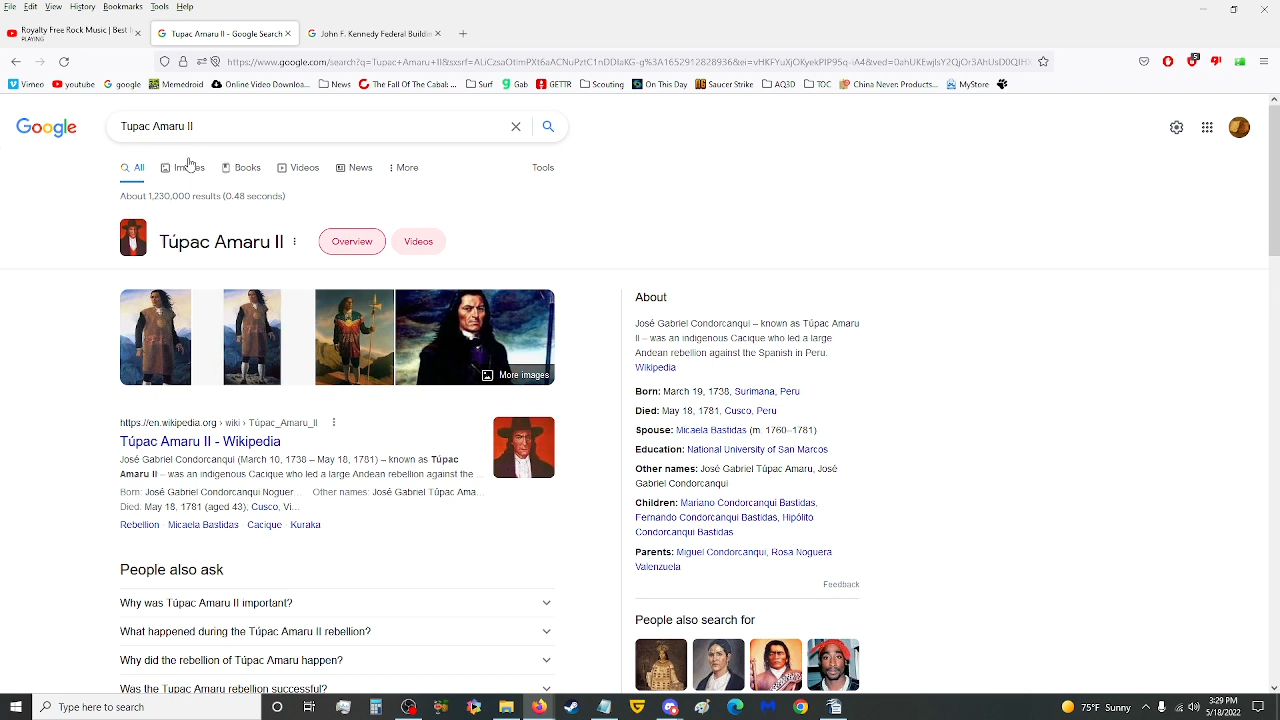 File Edit View History Bookmarks Tools Help
Royalty Free Rock Music | Best
PLAYING
Tupac Amaru II - Google Search
John F. Kennedy Federal Buildin
https://www.google.com/search?q=Tupac+Amaru+II&sxsrf=
Vimeo youtube google Memedroid Online Video Downloa... News The Fall Of The Cabal: ... Surf Gab GETTR Scouting On This Day Saucer Strike AQ3D TOC China Never: Products... MyStore
Google
Tupac Amaru II
All Images Books Videos News More Tools
About 1,230,000 results (0.48 seconds)
Túpac Amaru II Overview Videos
More images
https://en.wikipedia.org › wiki › Túpac_Amaru_II
Túpac Amaru II - Wikipedia
José Gabriel Condorcanqui (March 10, 1738 – May 18, 1781) – known as Túpac
Amaru II – was an indigenous Cacique who led a large Andean rebellion against the ...
Born: José Gabriel Condorcanqui Noguer... Other names: José Gabriel Túpac Ama...
Died: May 18, 1781 (aged 43), Cusco, Vi...
Rebellion · Micaela Bastidas · Cacique · Kuraka
People also ask
Why was Túpac Amaru II important?
What happened during the Túpac Amaru II rebellion?
Why did the rebellion of Túpac Amaru happen?
Was the Túpac Amaru rebellion successful?
About
José Gabriel Condorcanqui – known as Túpac Amaru
II – was an indigenous Cacique who led a large
Andean rebellion against the Spanish in Peru.
Wikipedia
Born: March 19, 1738, Surimana, Peru
Died: May 18, 1781, Cusco, Peru
Spouse: Micaela Bastidas (m. 1760–1781)
Education: National University of San Marcos
Other names: José Gabriel Túpac Amaru, José
Gabriel Condorcanqui
Children: Mariano Condorcanqui Bastidas,
Fernando Condorcanqui Bastidas, Hipólito
Condorcanqui Bastidas
Parents: Miguel Condorcanqui, Rosa Noguera
Valenzuela
Feedback
People also search for
Type here to search
75°F Sunny
3:29 PM
5/18/2022